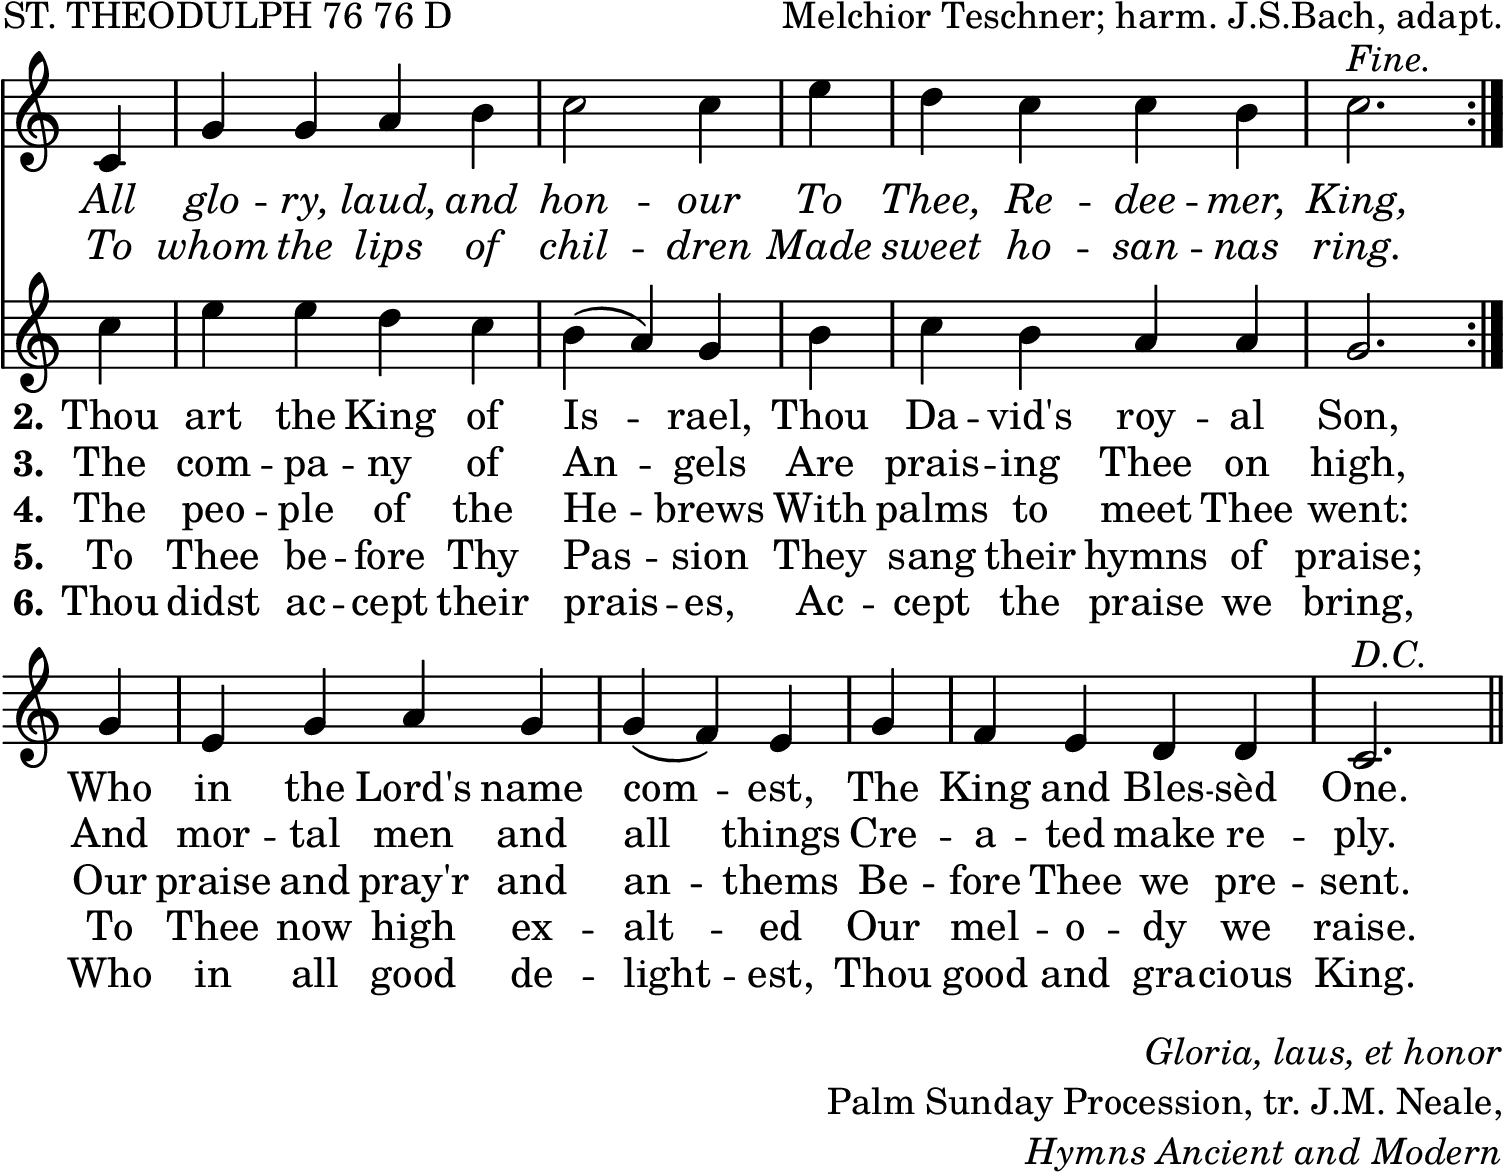 ST. THEODULPH 76 76 D
Melchior Teschner; harm. J.S.Bach, adapt.
Fine.
All glo - ry, laud, and hon - our To Thee, Re - dee - mer, King,
To whom the lips of chil - dren Made sweet ho - san - nas ring.
2. Thou art the King of Is - rael, Thou Da - vid's roy - al Son,
3. The com - pa - ny of An - gels Are prais - ing Thee on high,
4. The peo - ple of the He - brews With palms to meet Thee went:
5. To Thee be - fore Thy Pas - sion They sang their hymns of praise;
6. Thou didst ac - cept their prais - es, Ac - cept the praise we bring,
D.C.
Who in the Lord's name com - est, The King and Bles - sèd One.
And mor - tal men and all things Cre - a - ted make re - ply.
Our praise and pray'r and an - thems Be - fore Thee we pre - sent.
To Thee now high ex - alt - ed Our mel - o - dy we raise.
Who in all good de - light - est, Thou good and gra - cious King.
Gloria, laus, et honor
Palm Sunday Procession, tr. J.M. Neale,
Hymns Ancient and Modern